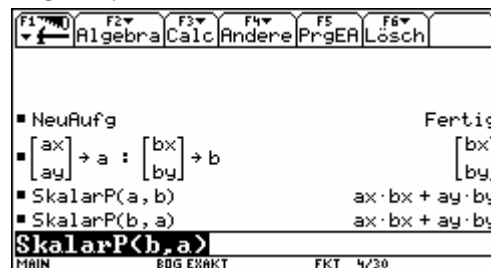 F1 F2 Algebra F3 Calc F4 Andere F5 PrgEA F6 Lösch
NeuAufg Fertig
[ax ay] → a : [bx by] → b [bx by]
SkalarP(a,b) ax·bx + ay·by
SkalarP(b,a) ax·bx + ay·by
SkalarP(b,a)
MAIN BOG EXAKT FKT 4/30